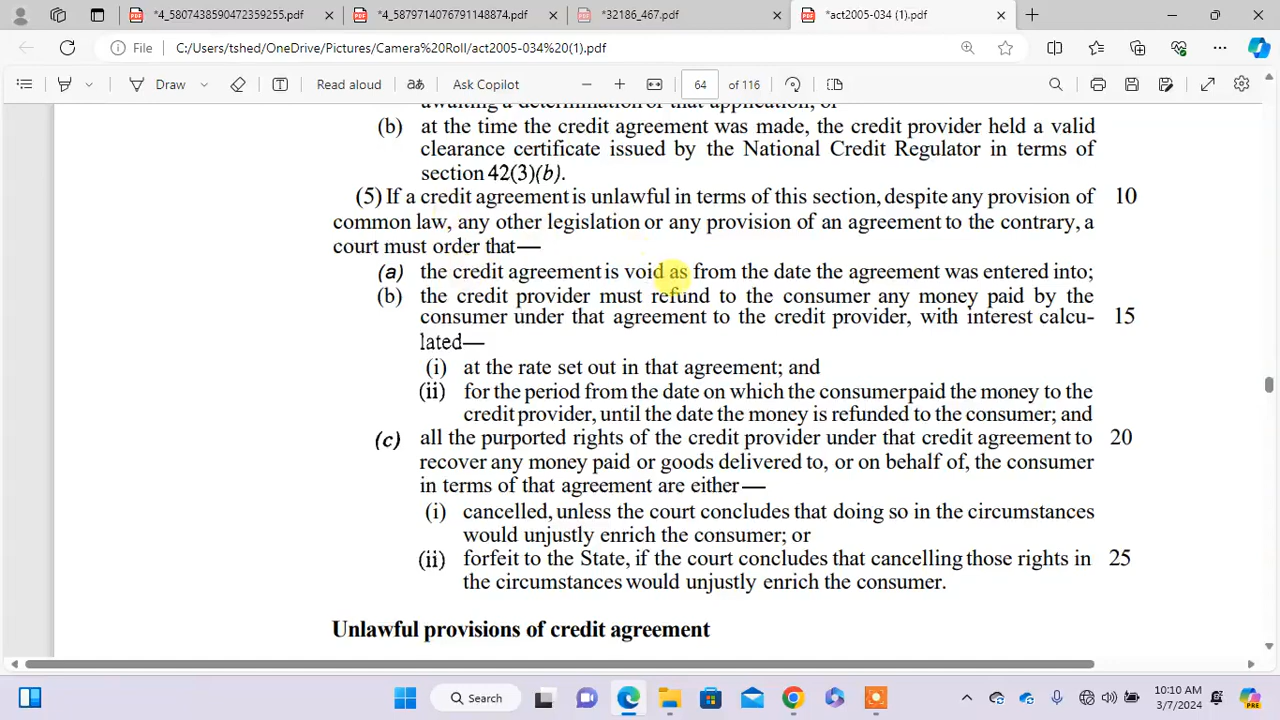 *4_5807438590472359255.pdf
*4_5879714076791148874.pdf
*32186_467.pdf
*act2005-034 (1).pdf
File C:/Users/tshed/OneDrive/Pictures/Camera%20Roll/act2005-034%20(1).pdf
Draw Read aloud aあ Ask Copilot 64 of 116
awaiting a determination of that application; or
(b) at the time the credit agreement was made, the credit provider held a valid
clearance certificate issued by the National Credit Regulator in terms of
section 42(3)(b).
(5) If a credit agreement is unlawful in terms of this section, despite any provision of 10
common law, any other legislation or any provision of an agreement to the contrary, a
court must order that—
(a) the credit agreement is void as from the date the agreement was entered into;
(b) the credit provider must refund to the consumer any money paid by the
consumer under that agreement to the credit provider, with interest calcu- 15
lated—
(i) at the rate set out in that agreement; and
(ii) for the period from the date on which the consumer paid the money to the
credit provider, until the date the money is refunded to the consumer; and
(c) all the purported rights of the credit provider under that credit agreement to 20
recover any money paid or goods delivered to, or on behalf of, the consumer
in terms of that agreement are either—
(i) cancelled, unless the court concludes that doing so in the circumstances
would unjustly enrich the consumer; or
(ii) forfeit to the State, if the court concludes that cancelling those rights in 25
the circumstances would unjustly enrich the consumer.
Unlawful provisions of credit agreement
Search
10:10 AM
3/7/2024